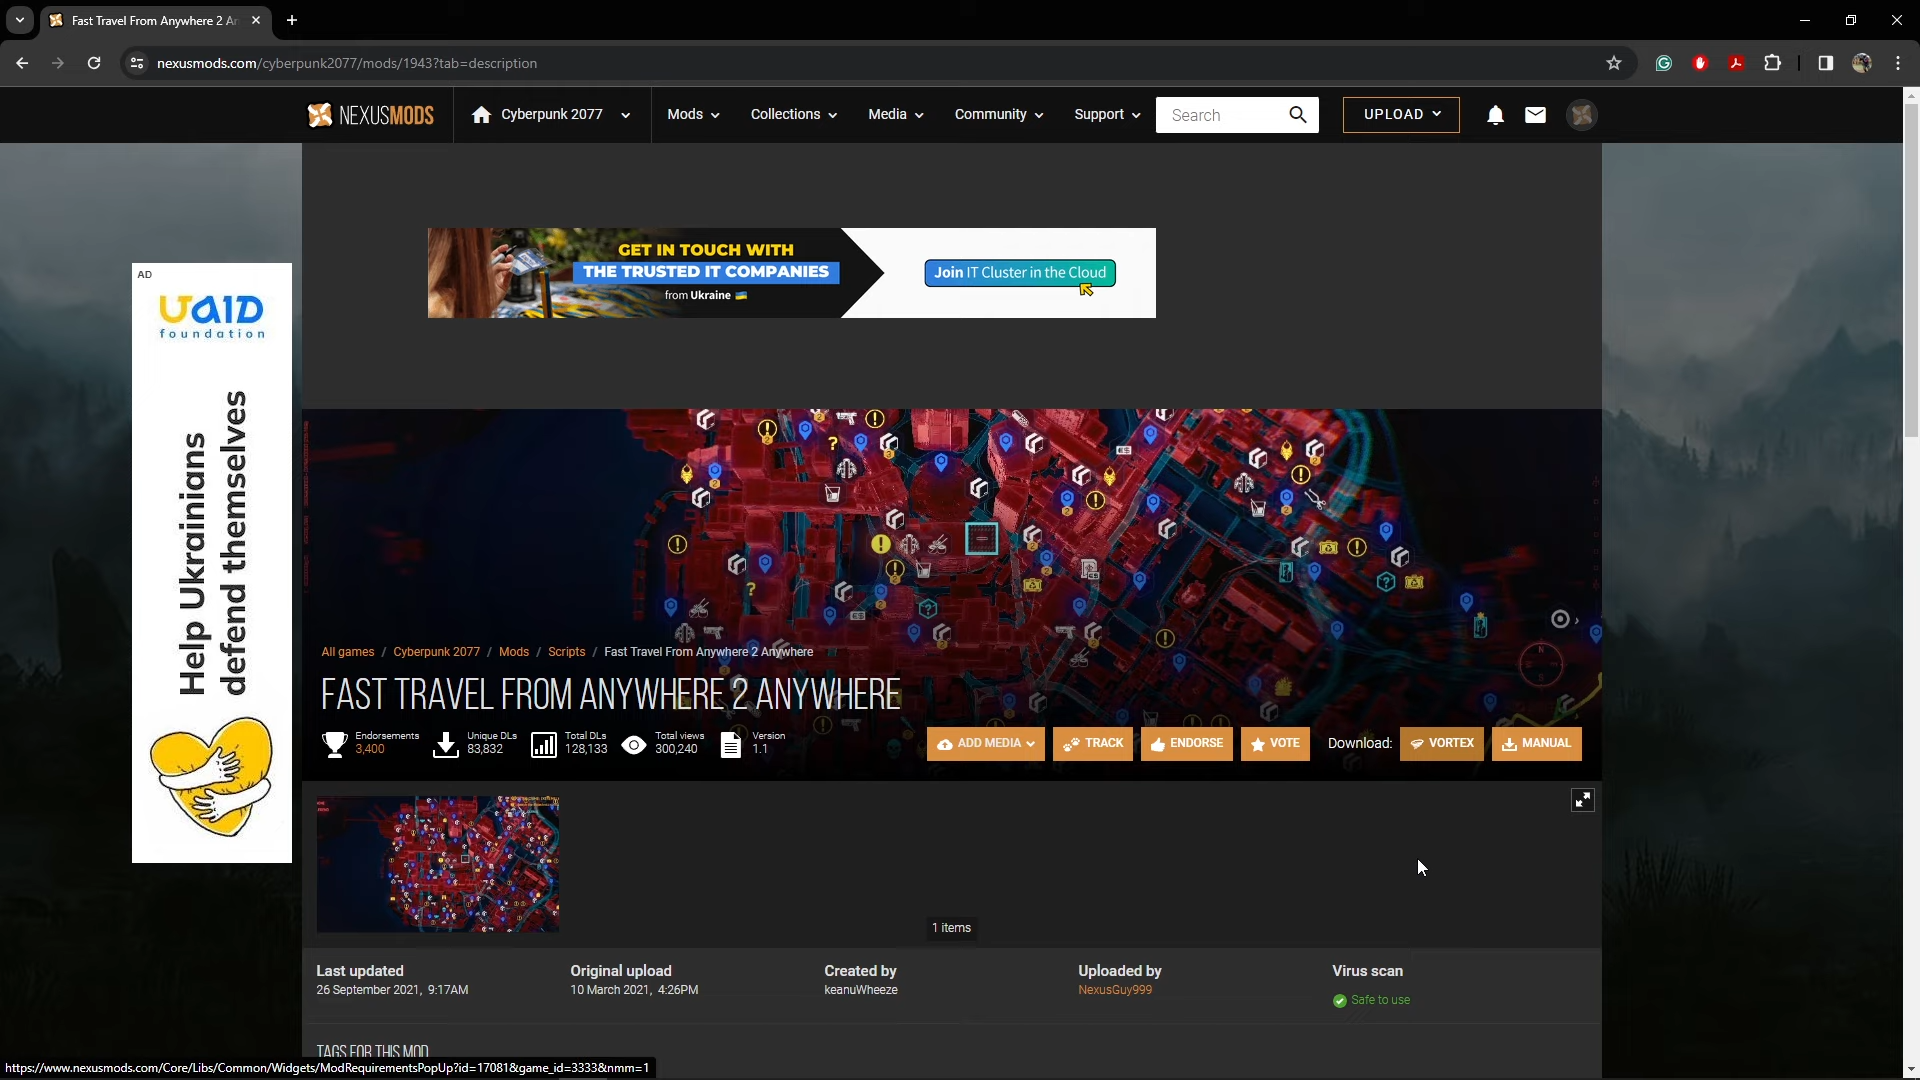 Fast Travel From Anywhere 2 An
nexusmods.com/cyberpunk2077/mods/1943?tab=description
NEXUSMODS
Cyberpunk 2077
Mods
Collections
Media
Community
Support
Search
UPLOAD
GET IN TOUCH WITH
THE TRUSTED IT COMPANIES
from Ukraine
Join IT Cluster in the Cloud
AD
UAID
foundation
Help Ukrainians
defend themselves
All games / Cyberpunk 2077 / Mods / Scripts / Fast Travel From Anywhere 2 Anywhere
FAST TRAVEL FROM ANYWHERE 2 ANYWHERE
Endorsements
3,400
Unique DLs
83,832
Total DLs
128,133
Total views
300,240
Version
1.1
ADD MEDIA
TRACK
ENDORSE
VOTE
Download:
VORTEX
MANUAL
1 items
Last updated
26 September 2021, 9:17AM
Original upload
10 March 2021, 4:26PM
Created by
keanuWheeze
Uploaded by
NexusGuy999
Virus scan
Safe to use
TAGS FOR THIS MOD
https://www.nexusmods.com/Core/Libs/Common/Widgets/ModRequirementsPopUp?id=17081&game_id=3333&nmm=1